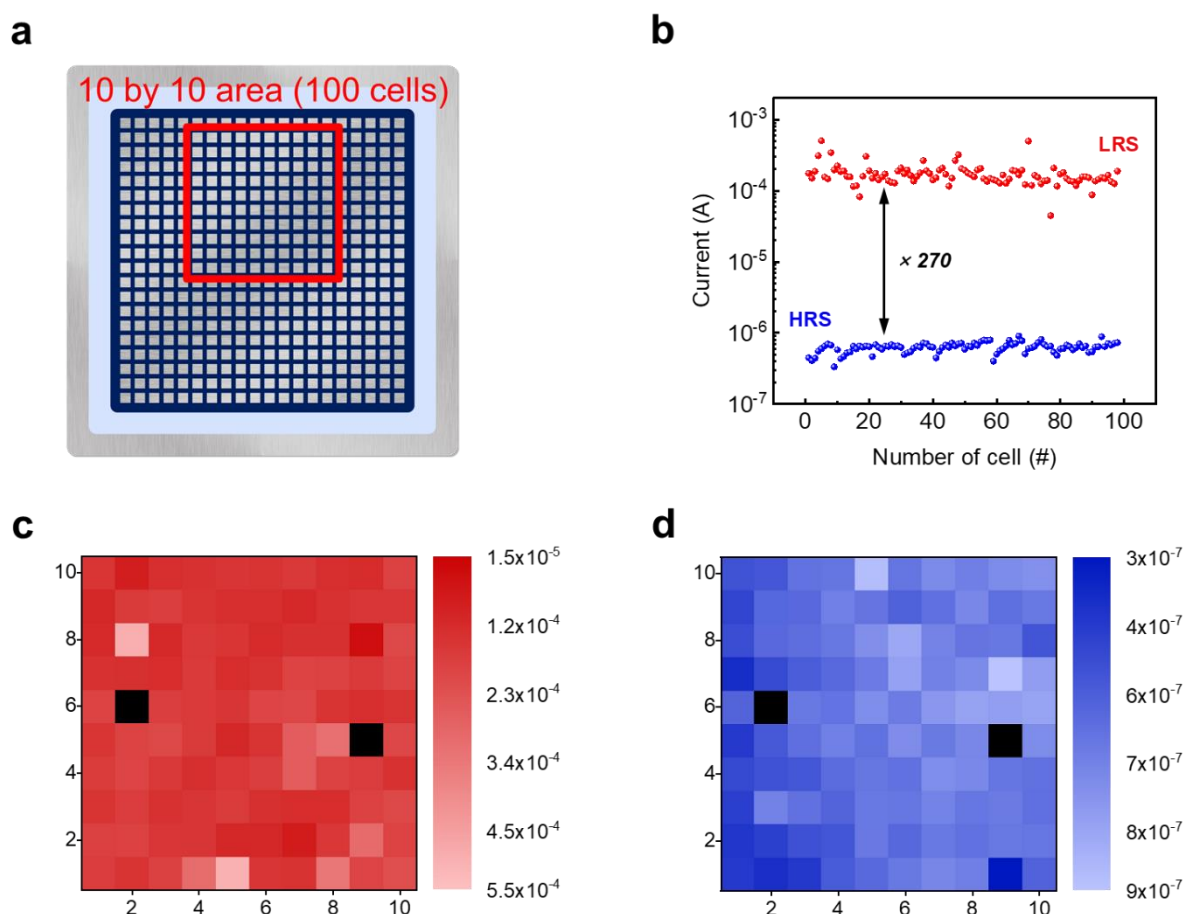 a
10 by 10 area (100 cells)
b
10⁻³
10⁻⁴
10⁻⁵
10⁻⁶
10⁻⁷
Current (A)
LRS
× 270
HRS
0 20 40 60 80 100
Number of cell (#)
c
10
8
6
4
2
2 4 6 8 10
1.5x10⁻⁵
1.2x10⁻⁴
2.3x10⁻⁴
3.4x10⁻⁴
4.5x10⁻⁴
5.5x10⁻⁴
d
10
8
6
4
2
2 4 6 8 10
3x10⁻⁷
4x10⁻⁷
6x10⁻⁷
7x10⁻⁷
8x10⁻⁷
9x10⁻⁷